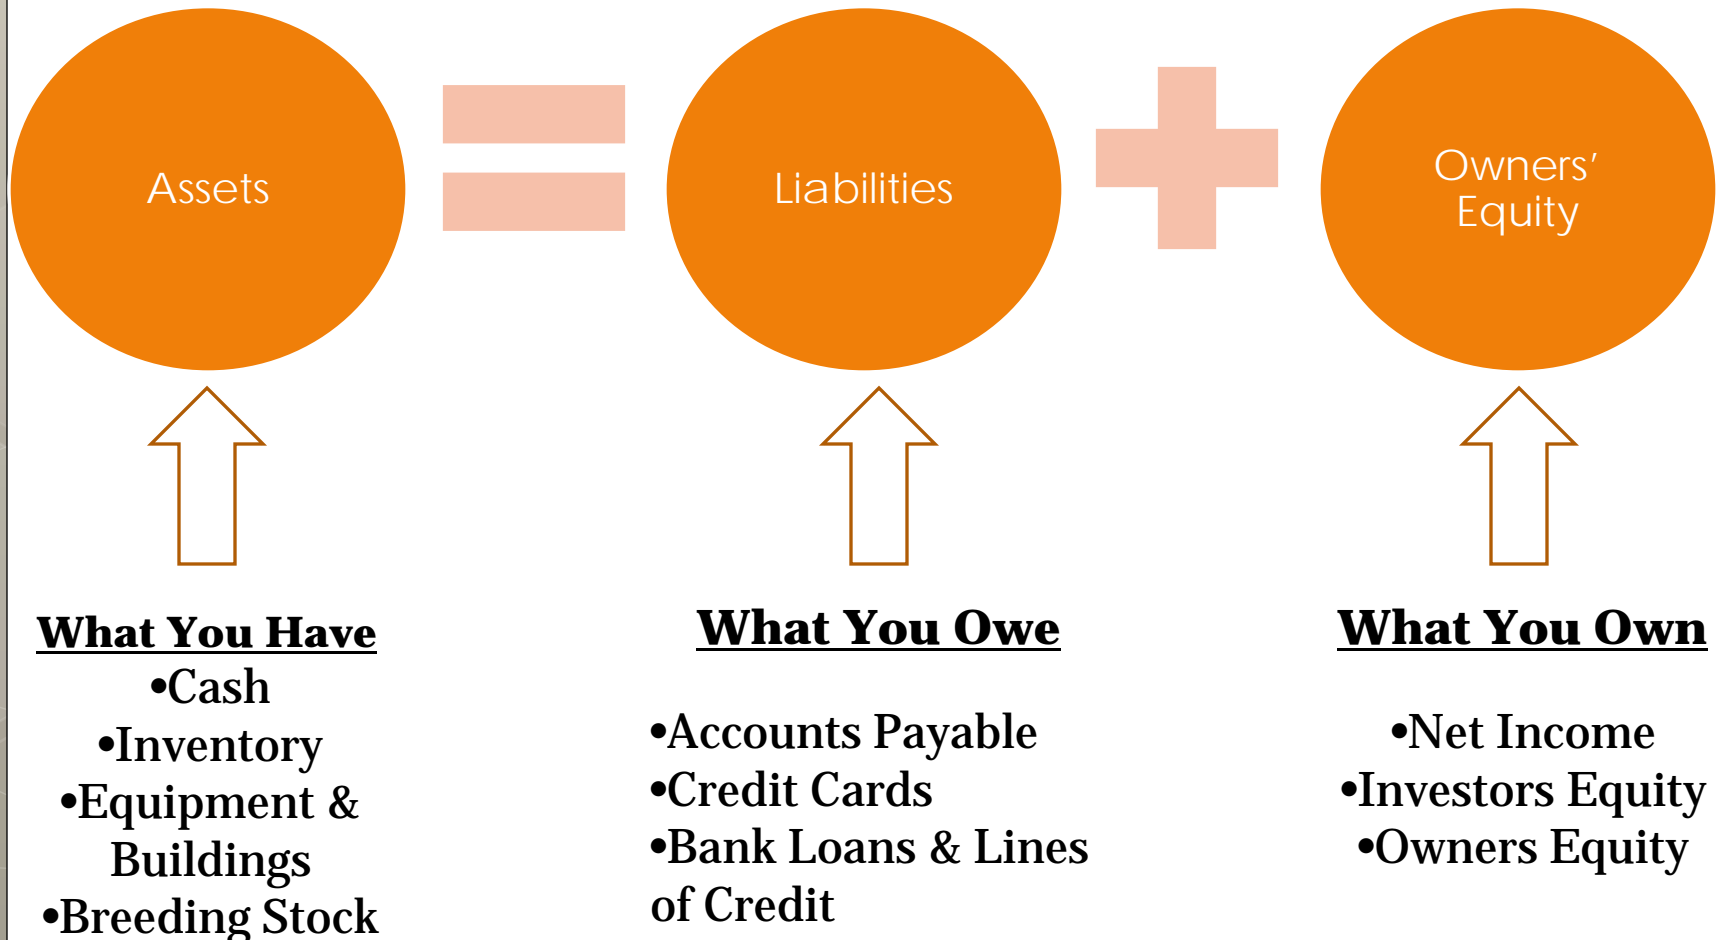 Assets
Liabilities
Owners’
Equity
What You Have
•Cash
•Inventory
•Equipment &
Buildings
•Breeding Stock
What You Owe
•Accounts Payable
•Credit Cards
•Bank Loans & Lines
of Credit
What You Own
•Net Income
•Investors Equity
•Owners Equity